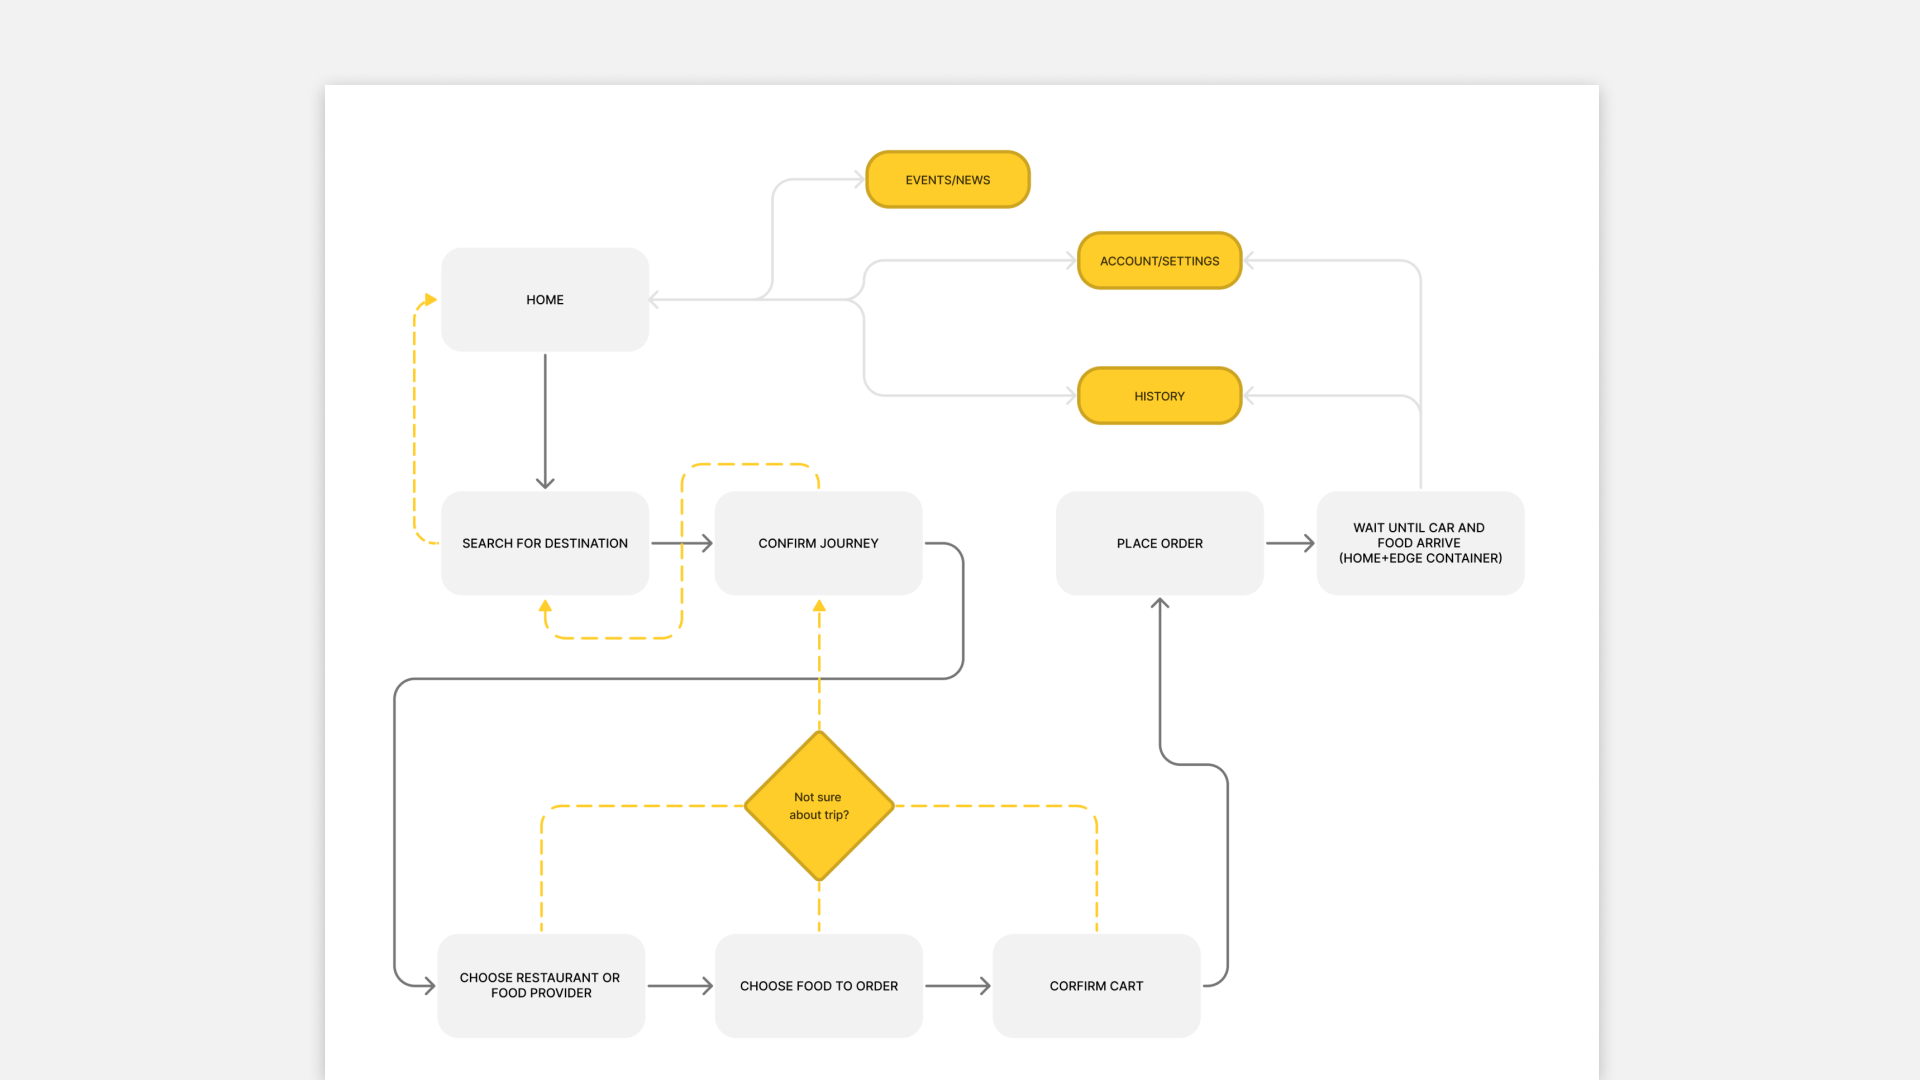 EVENTS/NEWS
ACCOUNT/SETTINGS
HOME
HISTORY
SEARCH FOR DESTINATION
CONFIRM JOURNEY
PLACE ORDER
WAIT UNTIL CAR AND
FOOD ARRIVE
(HOME+EDGE CONTAINER)
Not sure
about trip?
CHOOSE RESTAURANT OR
FOOD PROVIDER
CHOOSE FOOD TO ORDER
CORFIRM CART